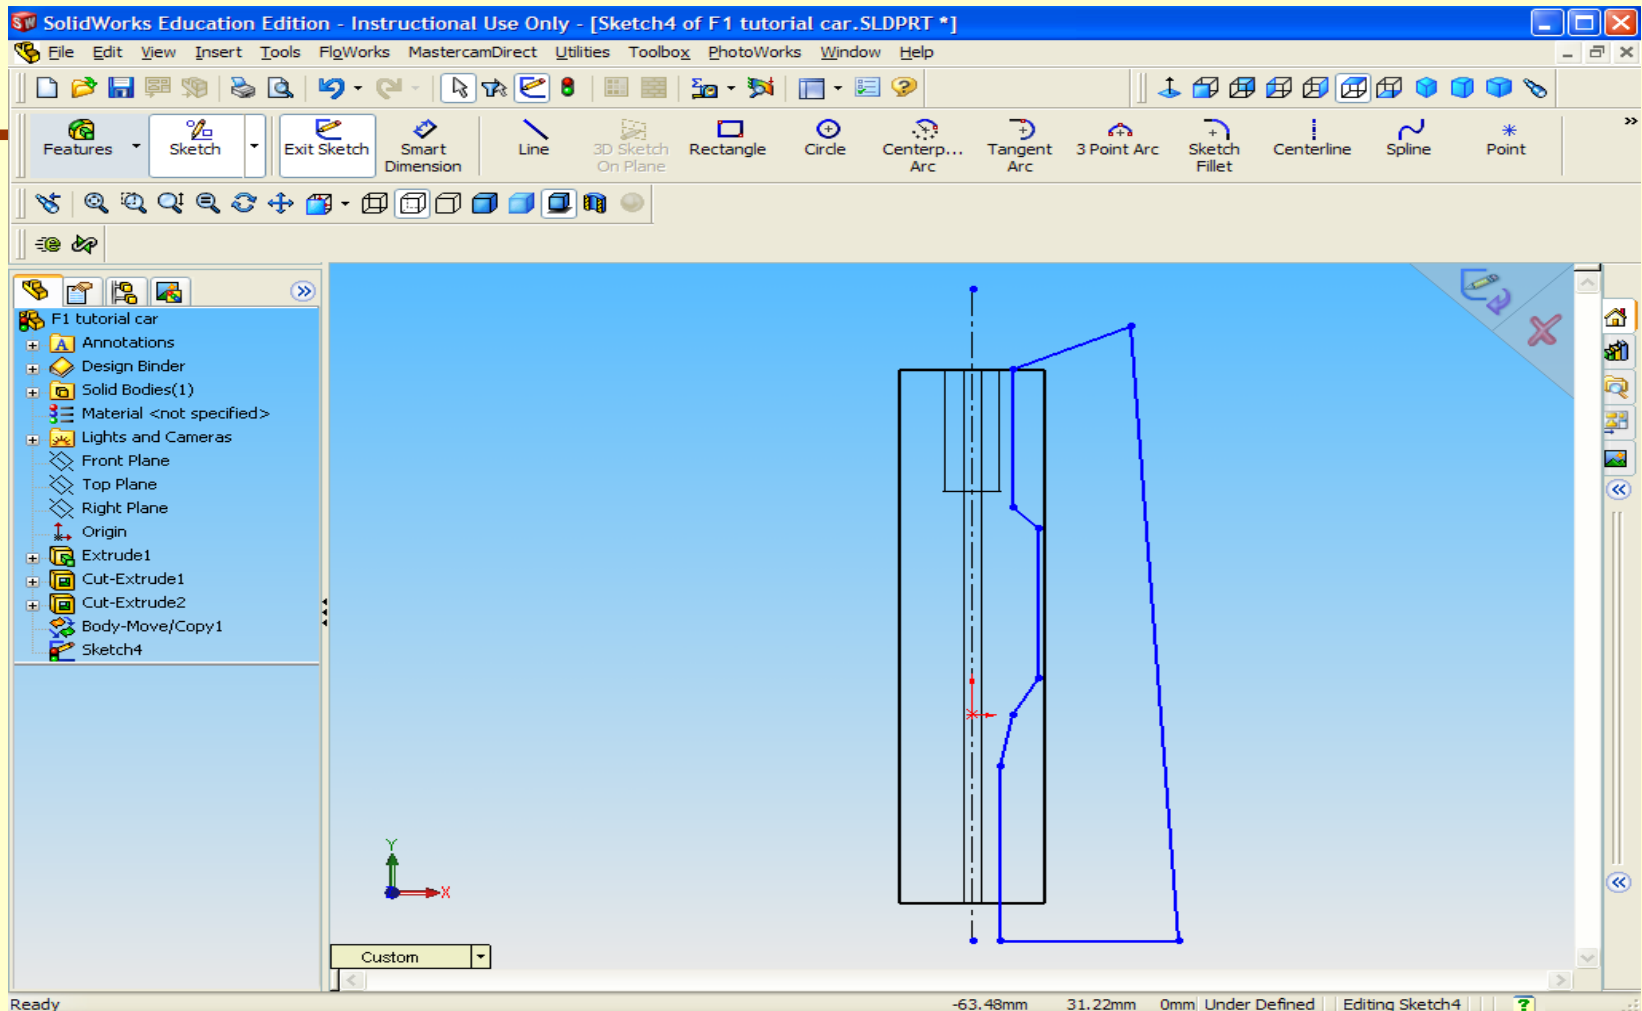 SolidWorks Education Edition - Instructional Use Only - [Sketch4 of F1 tutorial car.SLDPRT *]
File Edit View Insert Tools FloWorks MastercamDirect Utilities Toolbox PhotoWorks Window Help
Features Sketch Exit Sketch Smart Dimension Line 3D Sketch On Plane Rectangle Circle Centerp... Arc Tangent Arc 3 Point Arc Sketch Fillet Centerline Spline Point
F1 tutorial car
Annotations
Design Binder
Solid Bodies(1)
Material <not specified>
Lights and Cameras
Front Plane
Top Plane
Right Plane
Origin
Extrude1
Cut-Extrude1
Cut-Extrude2
Body-Move/Copy1
Sketch4
Y
X
Custom
Ready -63.48mm 31.22mm 0mm Under Defined Editing Sketch4